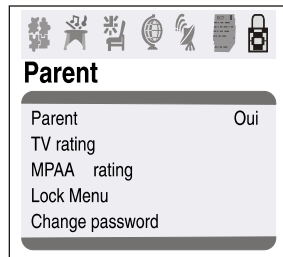 Parent
Parent Oui
TV rating
MPAA rating
Lock Menu
Change password